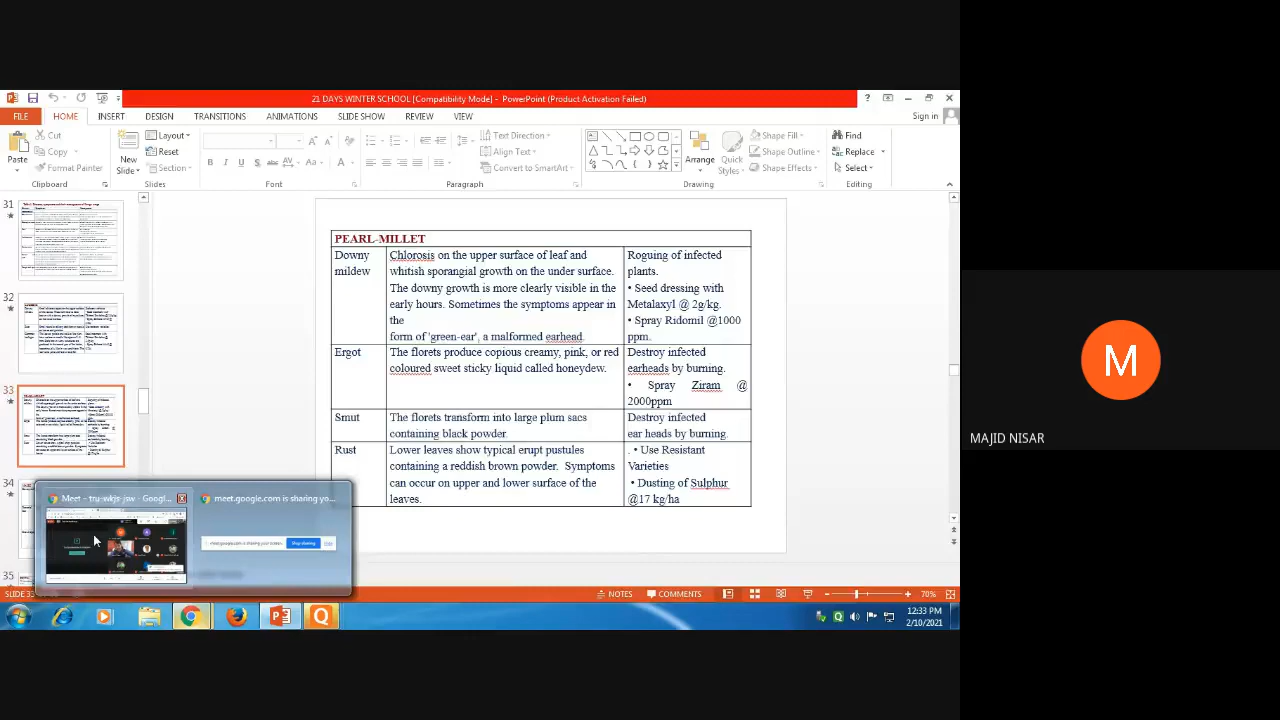 21 DAYS WINTER SCHOOL [Compatibility Mode] - PowerPoint (Product Activation Failed)
FILE HOME INSERT DESIGN TRANSITIONS ANIMATIONS SLIDE SHOW REVIEW VIEW Sign in
Paste
Cut
Copy
Format Painter
Clipboard
New Slide
Layout
Reset
Section
Slides
Font
Text Direction
Align Text
Convert to SmartArt
Paragraph
Arrange
Quick Styles
Shape Fill
Shape Outline
Shape Effects
Drawing
Find
Replace
Select
Editing
31
32
33
34
35
PEARL-MILLET
Downy
mildew
Chlorosis on the upper surface of leaf and
whitish sporangial growth on the under surface.
The downy growth is more clearly visible in the
early hours. Sometimes the symptoms appear in
the
form of 'green-ear', a malformed earhead.
Roguing of infected
plants.
• Seed dressing with
Metalaxyl @ 2g/kg.
• Spray Ridomil @1000
ppm.
Ergot
The florets produce copious creamy, pink, or red
coloured sweet sticky liquid called honeydew.
Destroy infected
earheads by burning.
• Spray Ziram @
2000ppm
Smut
The florets transform into large plum sacs
containing black powder.
Destroy infected
ear heads by burning.
Rust
Lower leaves show typical erupt pustules
containing a reddish brown powder. Symptoms
can occur on upper and lower surface of the
leaves.
. • Use Resistant
Varieties
• Dusting of Sulphur
@17 kg/ha
Meet – try-wkjs-jsw - Googl...
meet.google.com is sharing yo...
Stop sharing
NOTES COMMENTS 70%
12:33 PM
2/10/2021
M
MAJID NISAR